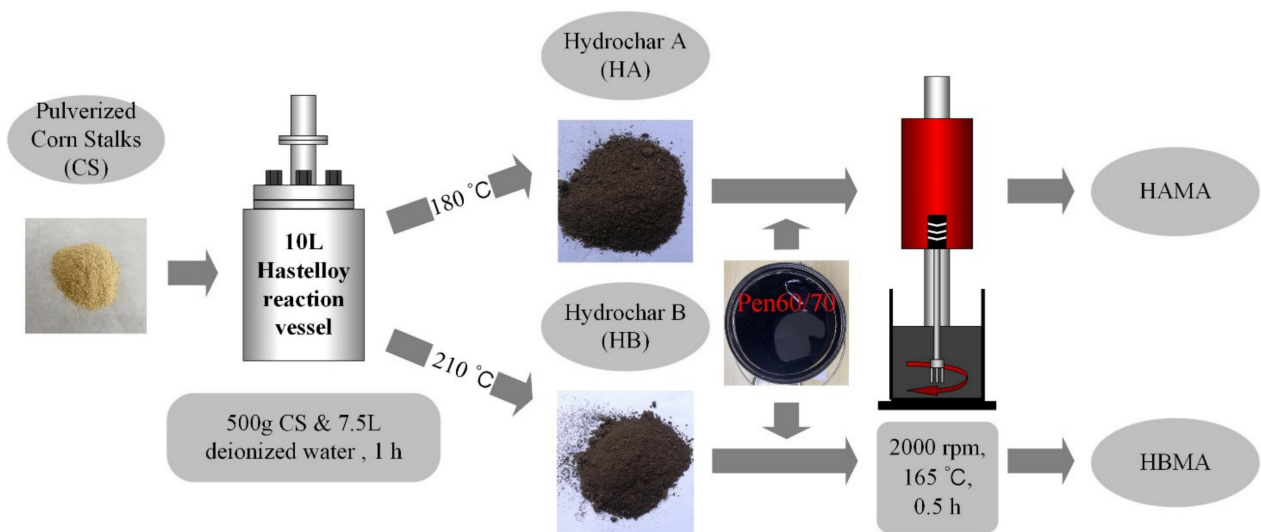 Pulverized
Corn Stalks
(CS)
10L
Hastelloy
reaction
vessel
500g CS & 7.5L
deionized water , 1 h
180 ℃
210 ℃
Hydrochar A
(HA)
Hydrochar B
(HB)
Pen60/70
2000 rpm,
165 ℃,
0.5 h
HAMA
HBMA